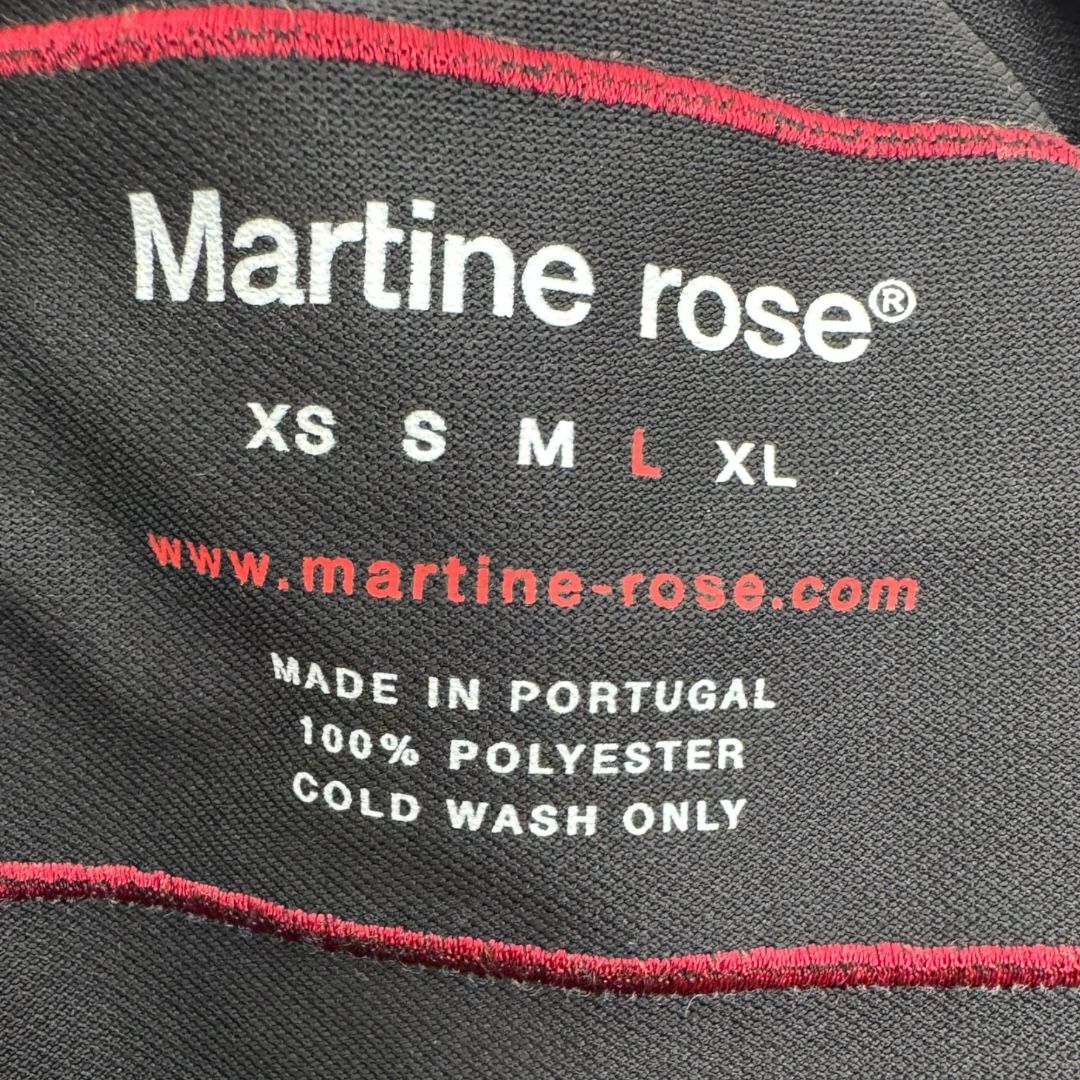 Martine rose®
XS S M L XL
www.martine-rose.com
MADE IN PORTUGAL
100% POLYESTER
COLD WASH ONLY